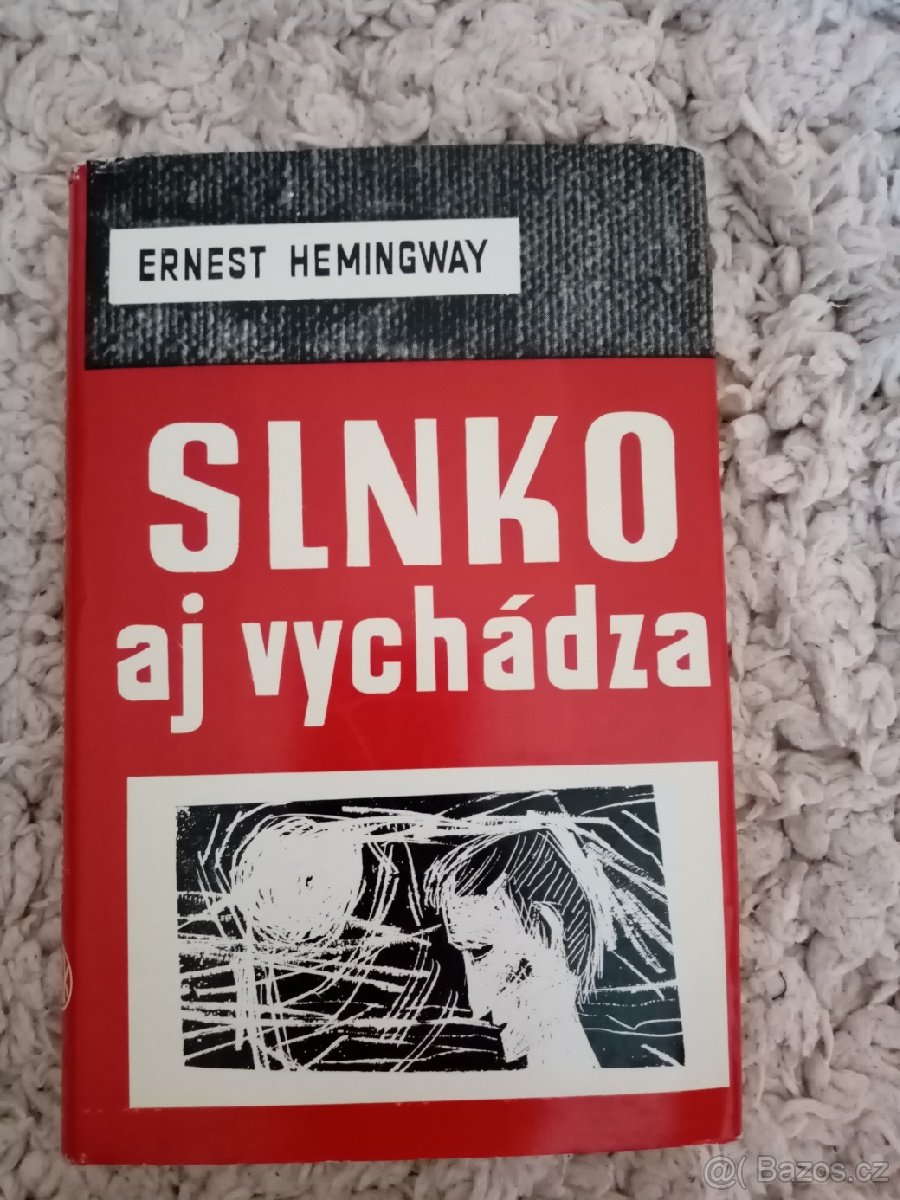 ERNEST HEMINGWAY
SLNKO
aj vychádza
@( Bazos.cz